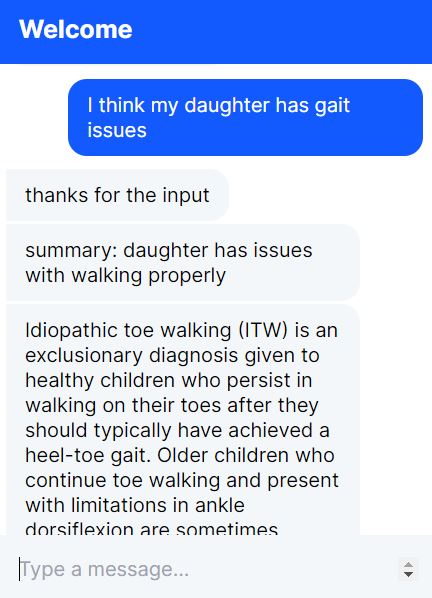 Welcome
I think my daughter has gait
issues
thanks for the input
summary: daughter has issues
with walking properly
Idiopathic toe walking (ITW) is an
exclusionary diagnosis given to
healthy children who persist in
walking on their toes after they
should typically have achieved a
heel-toe gait. Older children who
continue toe walking and present
with limitations in ankle
dorsiflexion are sometimes
Type a message...